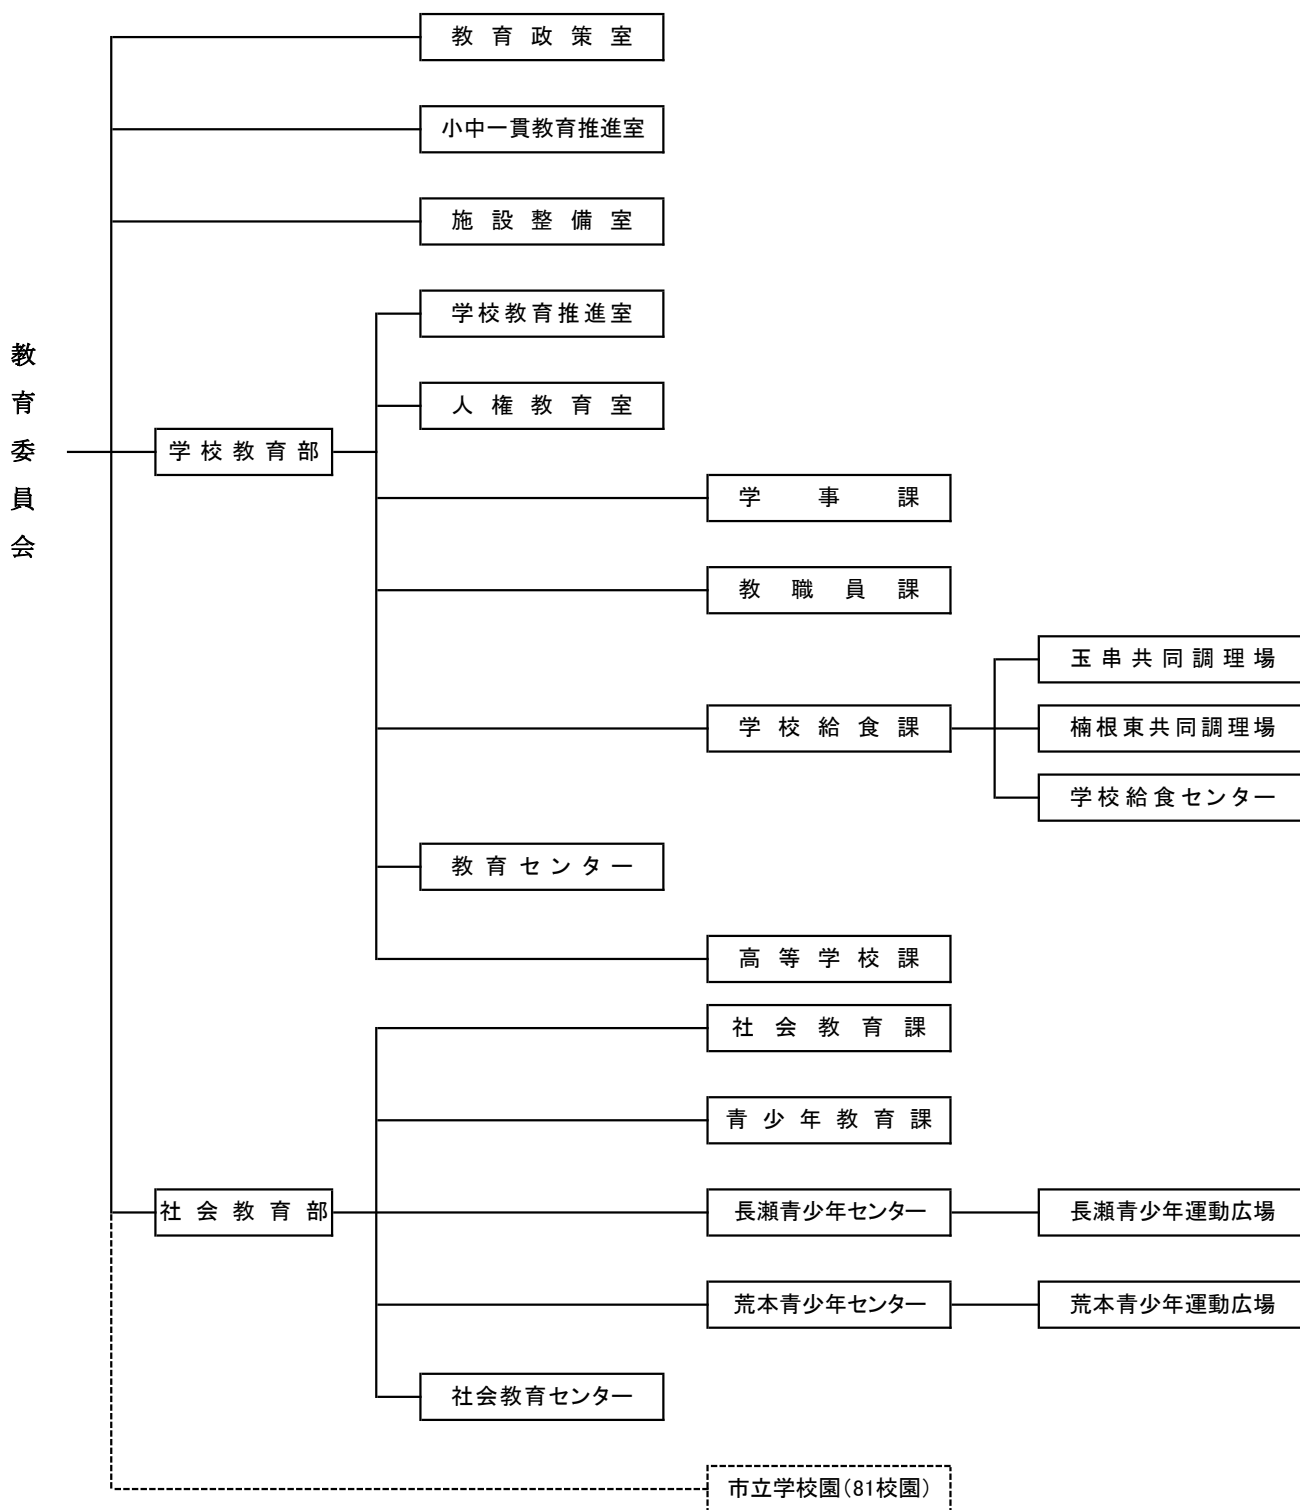 教育委員会
教育政策室
小中一貫教育推進室
施設整備室
学校教育部
学校教育推進室
人権教育室
学事課
教職員課
学校給食課
玉串共同調理場
楠根東共同調理場
学校給食センター
教育センター
高等学校課
社会教育部
社会教育課
青少年教育課
長瀬青少年センター
長瀬青少年運動広場
荒本青少年センター
荒本青少年運動広場
社会教育センター
市立学校園(81校園)